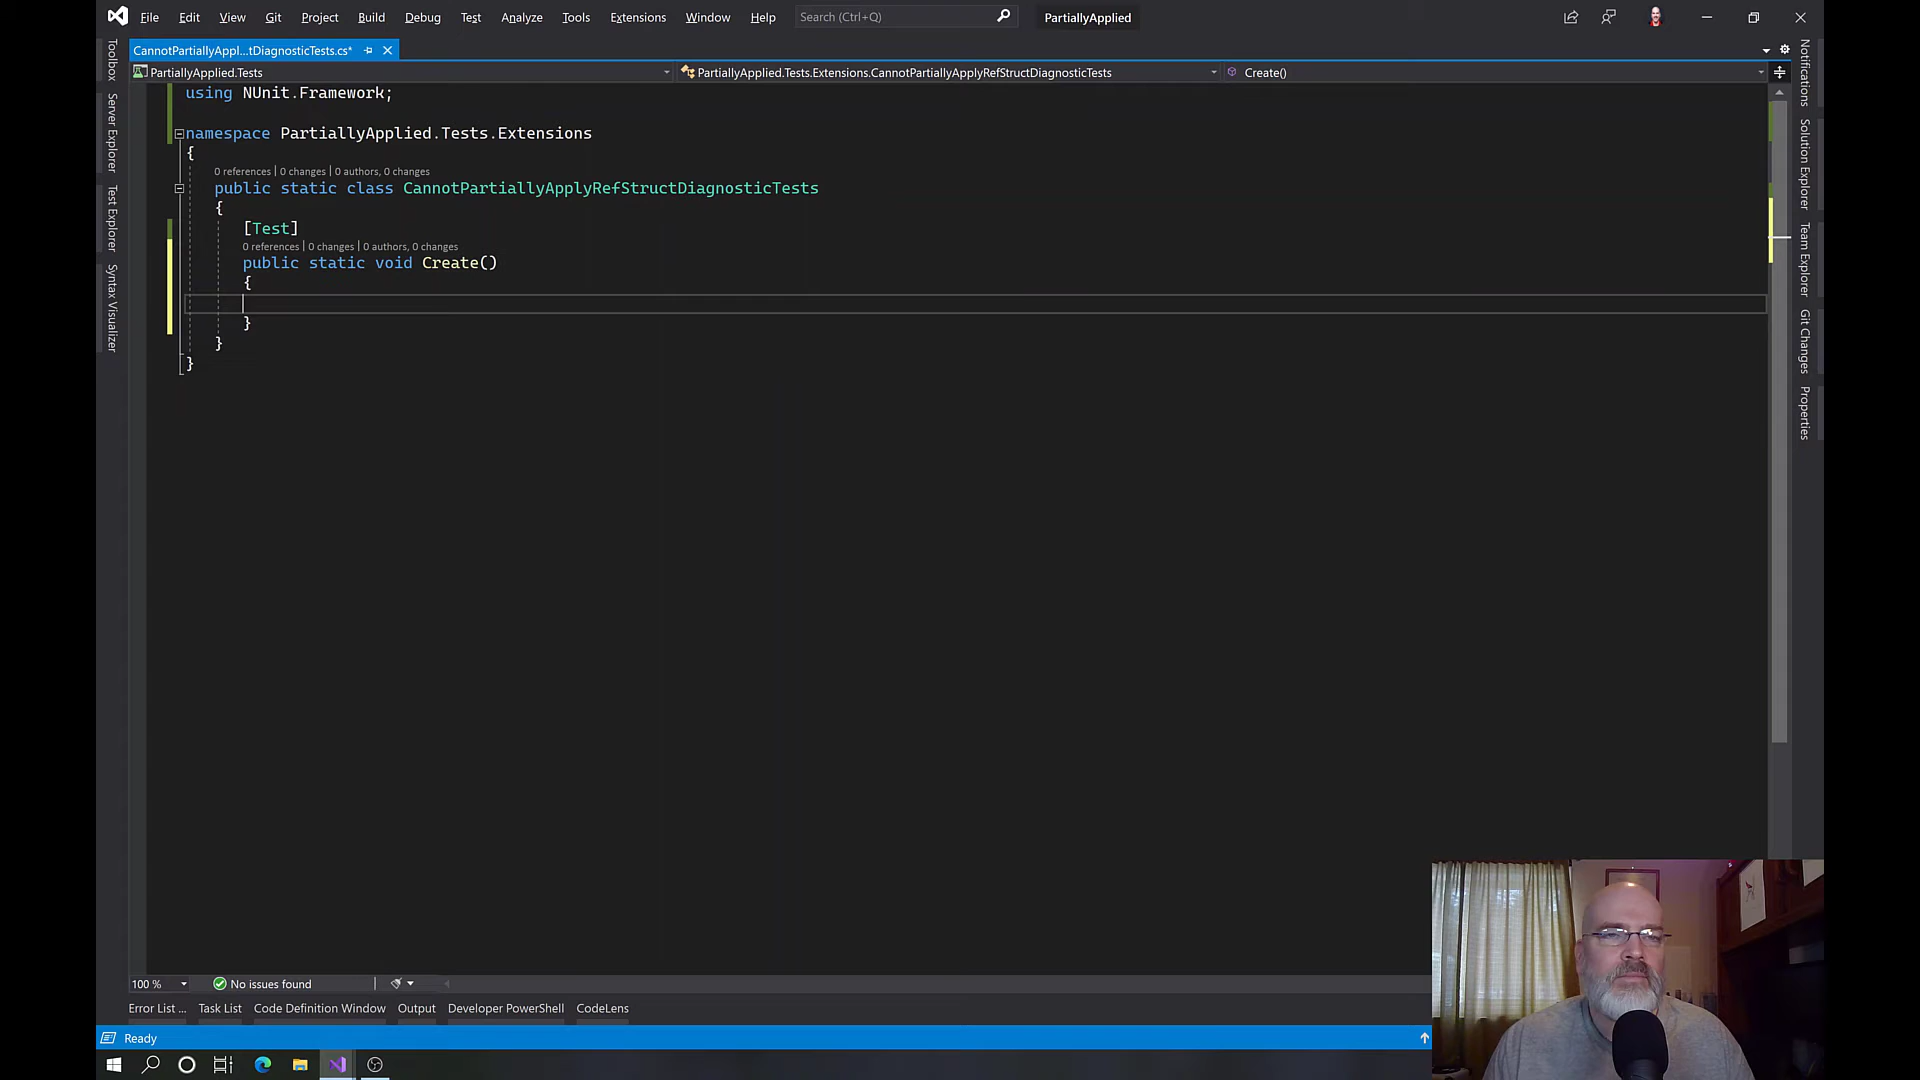 File Edit View Git Project Build Debug Test Analyze Tools Extensions Window Help Search (Ctrl+Q) PartiallyApplied
CannotPartiallyAppl...tDiagnosticTests.cs*
PartiallyApplied.Tests PartiallyApplied.Tests.Extensions.CannotPartiallyApplyRefStructDiagnosticTests Create()
using NUnit.Framework;
namespace PartiallyApplied.Tests.Extensions
{
0 references | 0 changes | 0 authors, 0 changes
public static class CannotPartiallyApplyRefStructDiagnosticTests
{
[Test]
0 references | 0 changes | 0 authors, 0 changes
public static void Create()
{
}
}
}
Toolbox
Server Explorer
Test Explorer
Syntax Visualizer
Notifications
Solution Explorer
Team Explorer
Git Changes
Properties
100 % No issues found
Error List ... Task List Code Definition Window Output Developer PowerShell CodeLens
Ready